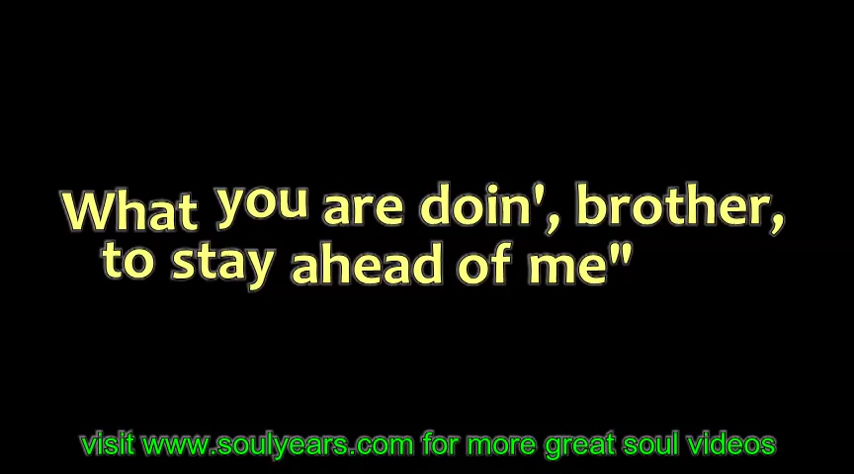 What you are doin', brother,
to stay ahead of me"
visit www.soulyears.com for more great soul videos